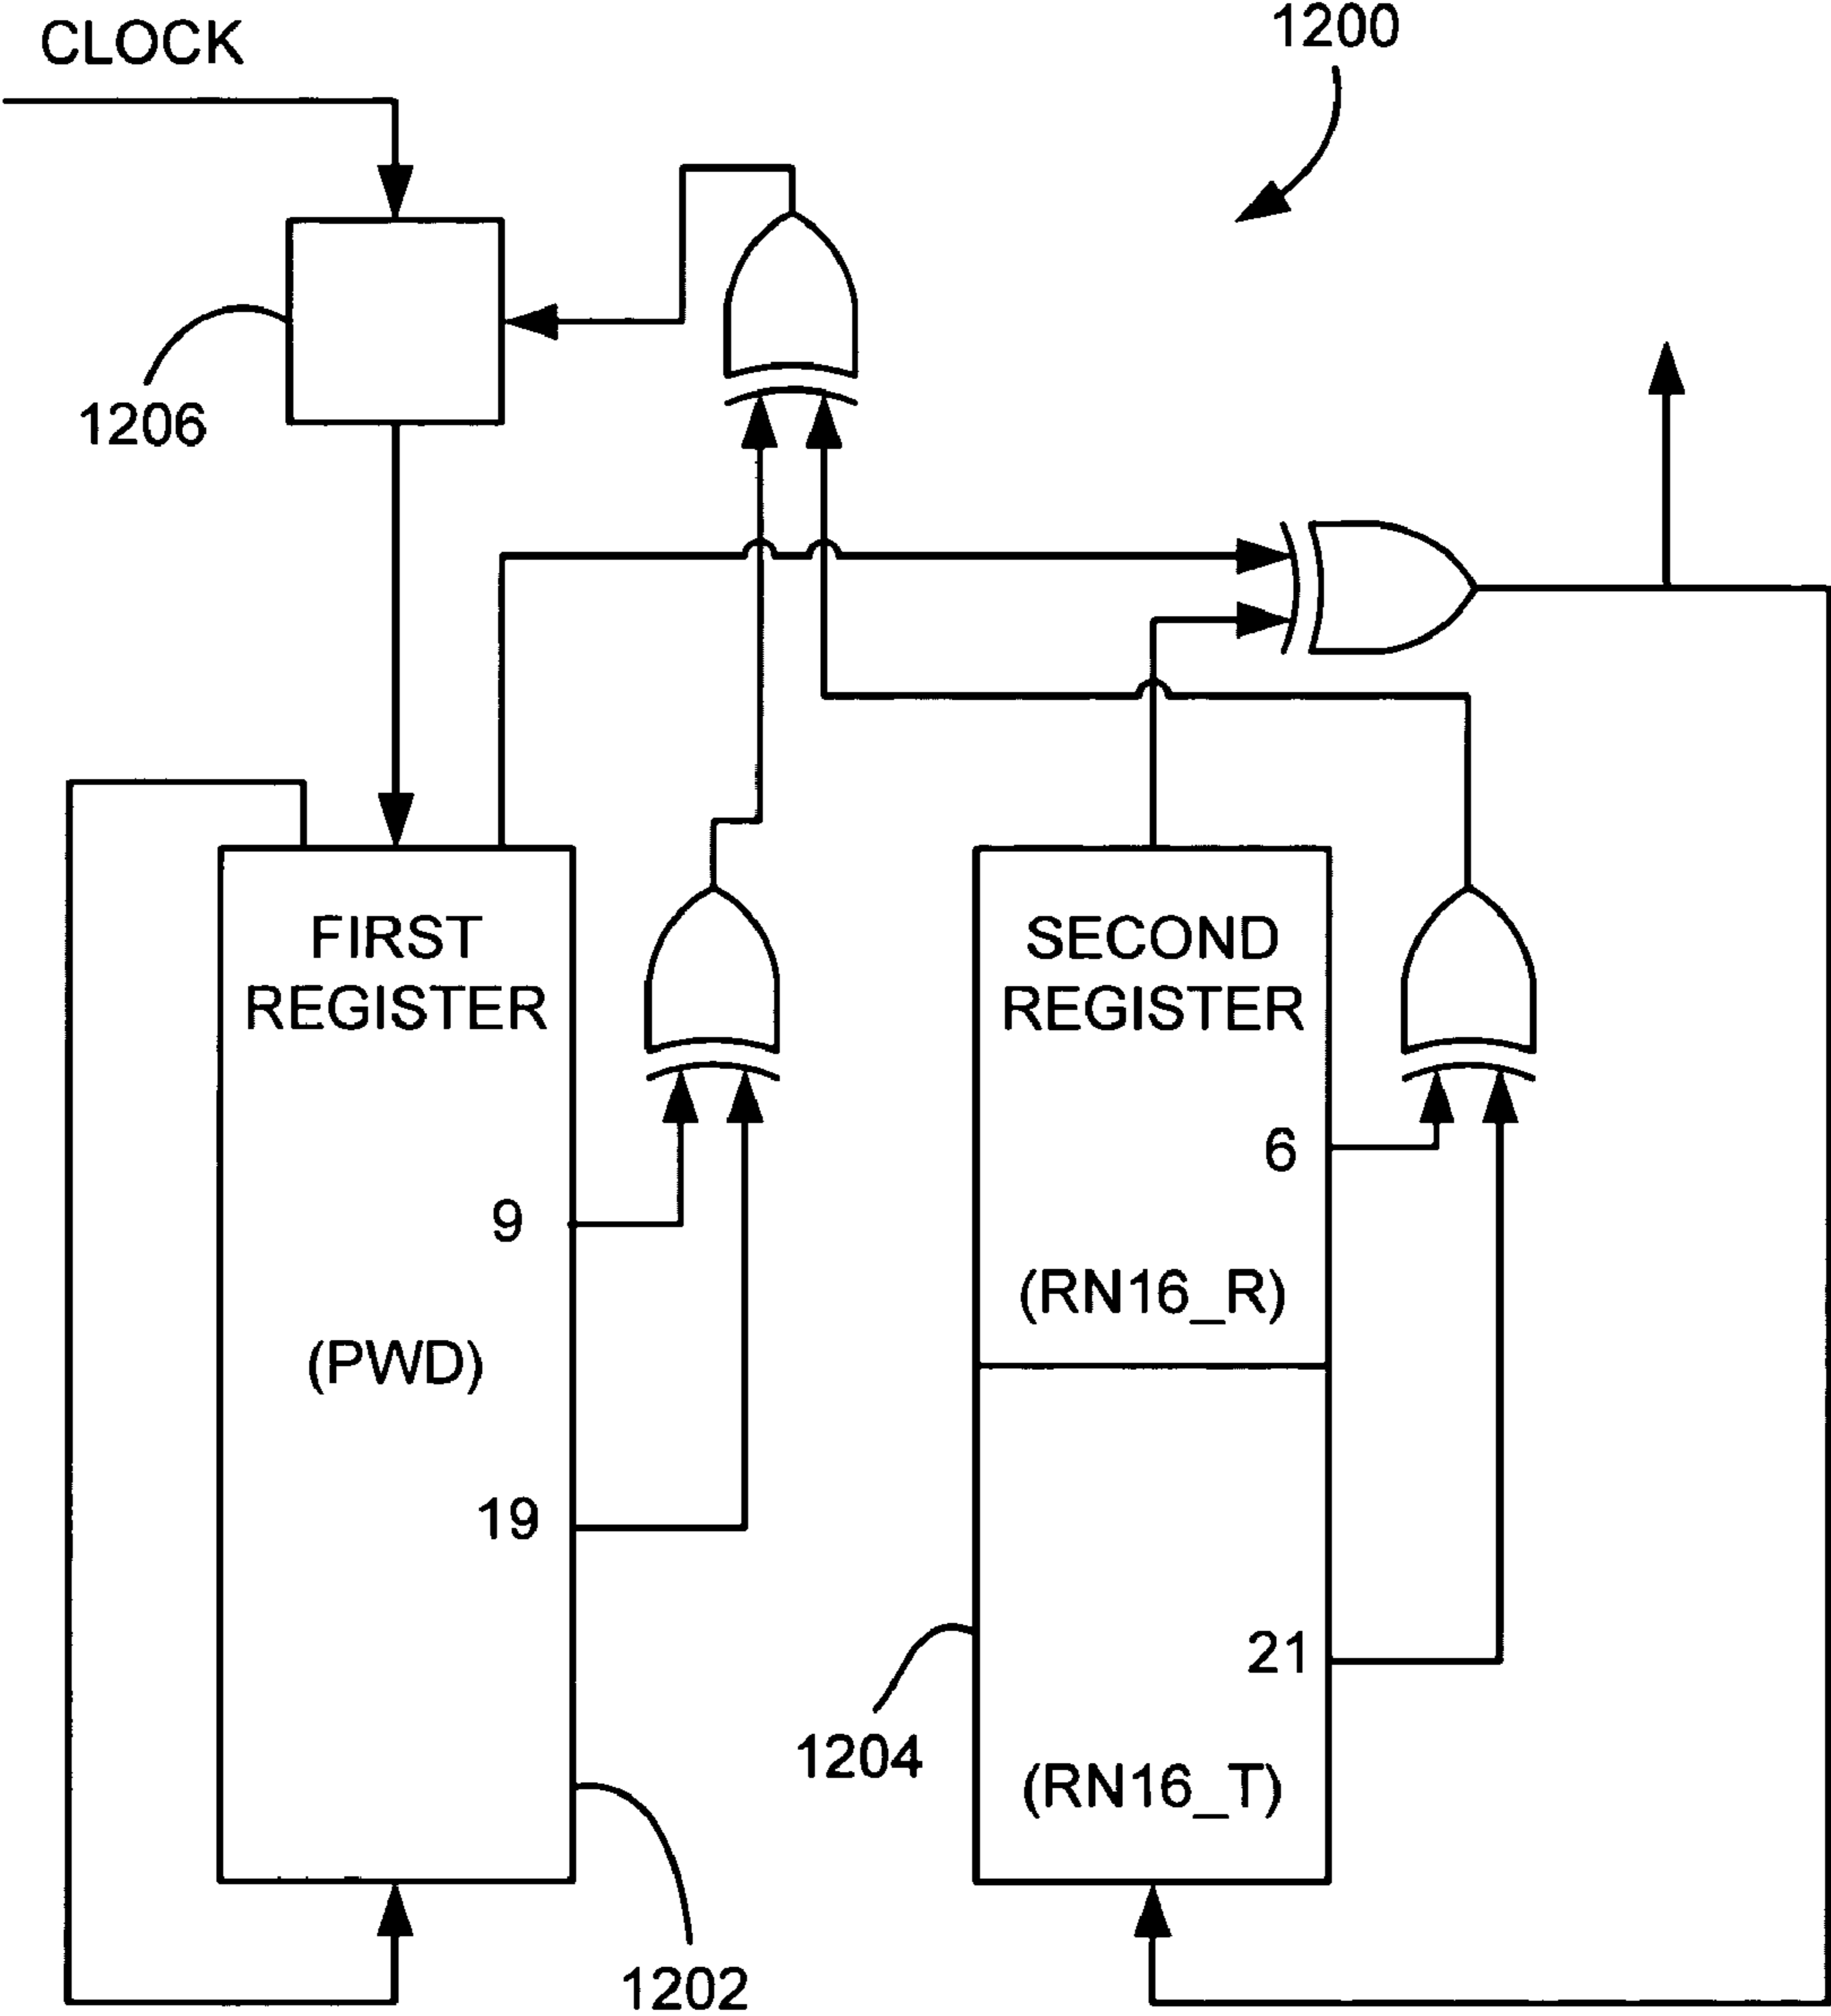 CLOCK
1200
1206
FIRST
REGISTER
SECOND
REGISTER
6
9
(RN16_R)
(PWD)
19
21
1204
(RN16_T)
1202